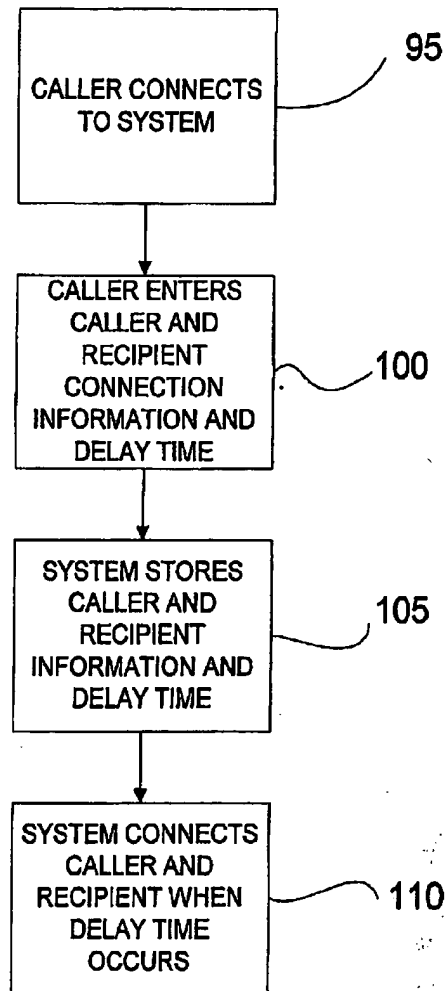 CALLER CONNECTS
TO SYSTEM
95
CALLER ENTERS
CALLER AND
RECIPIENT
CONNECTION
INFORMATION AND
DELAY TIME
100
SYSTEM STORES
CALLER AND
RECIPIENT
INFORMATION AND
DELAY TIME
105
SYSTEM CONNECTS
CALLER AND
RECIPIENT WHEN
DELAY TIME
OCCURS
110